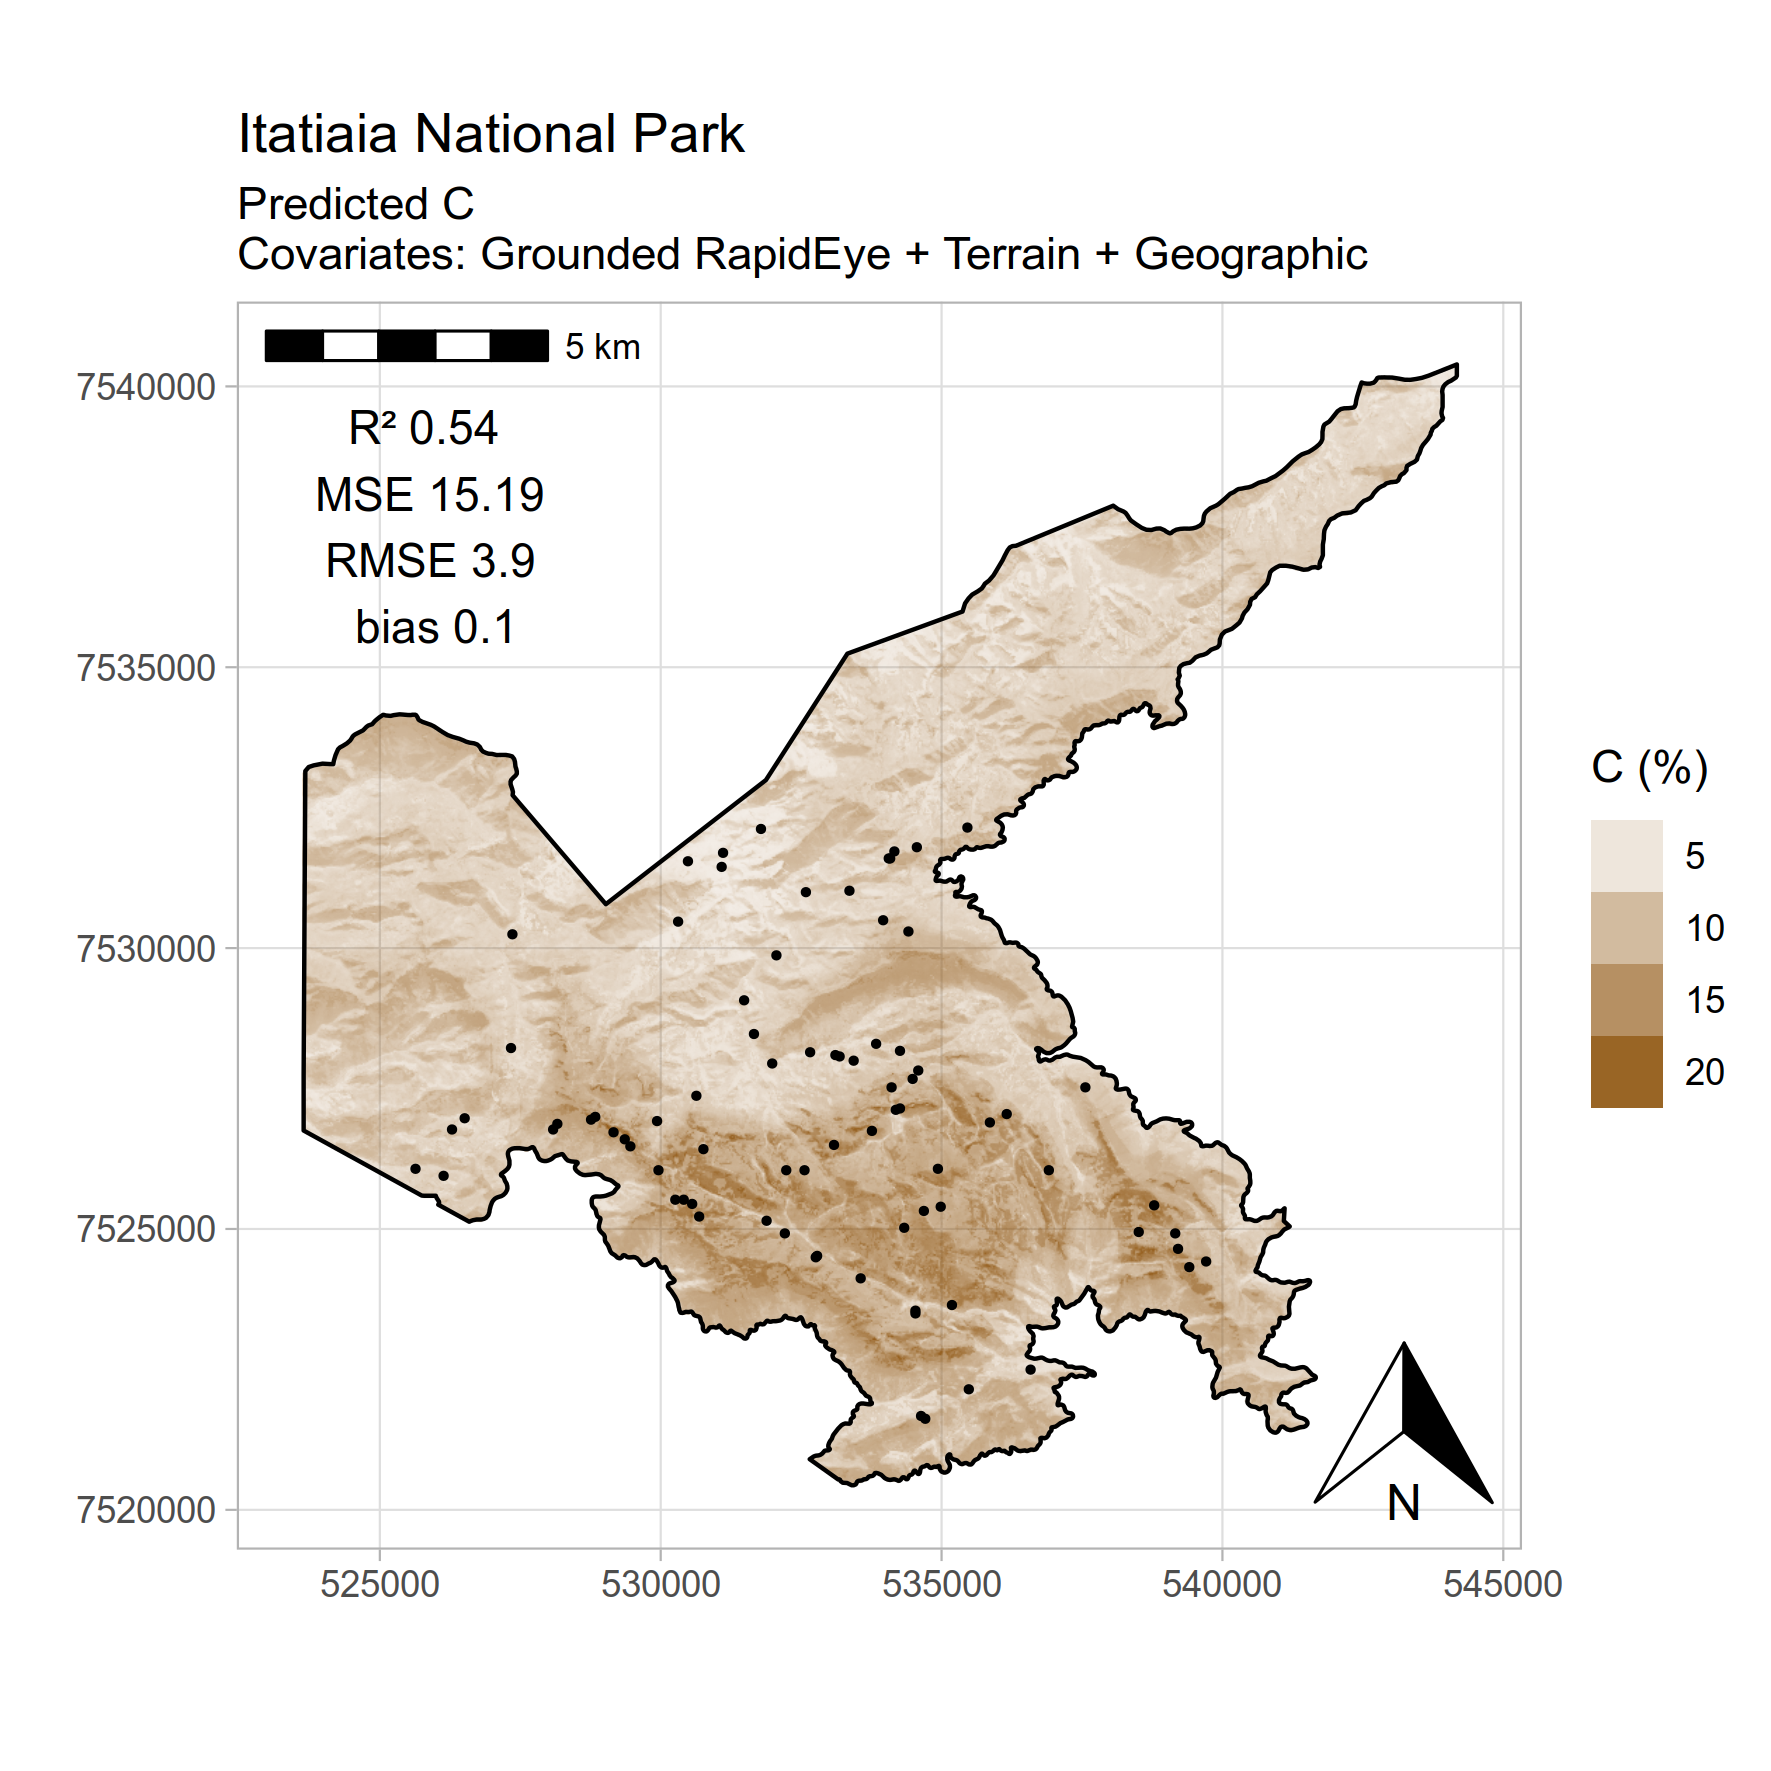 Itatiaia National Park
Predicted C
Covariates: Grounded RapidEye + Terrain + Geographic
5 km
7540000
R² 0.54
MSE 15.19
RMSE 3.9
bias 0.1
7535000
7530000
7525000
7520000
525000 530000 535000 540000 545000
N
C (%)
5
10
15
20